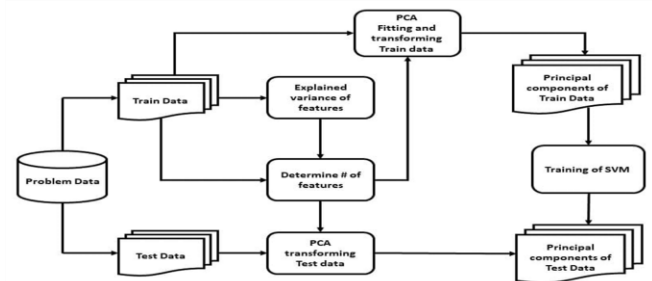 PCA
Fitting and
transforming
Train data
Train Data
Explained
variance of
features
Principal
components of
Train Data
Problem Data
Determine # of
features
Training of SVM
Test Data
PCA
transforming
Test data
Principal
components of
Test Data